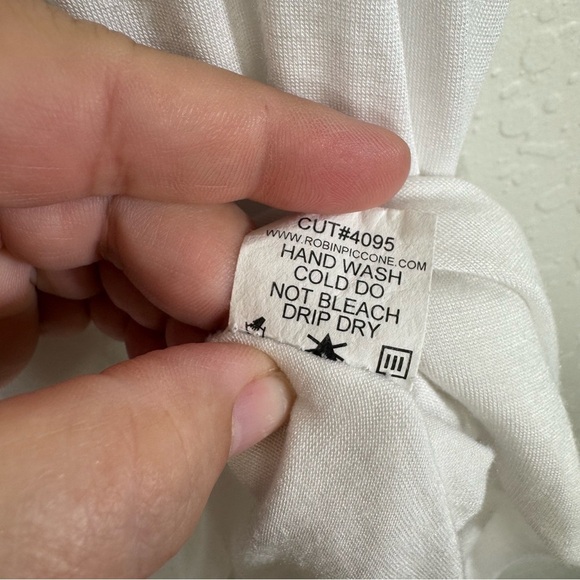 CUT#4095
WWW.ROBINPICCONE.COM
HAND WASH
COLD DO
NOT BLEACH
DRIP DRY